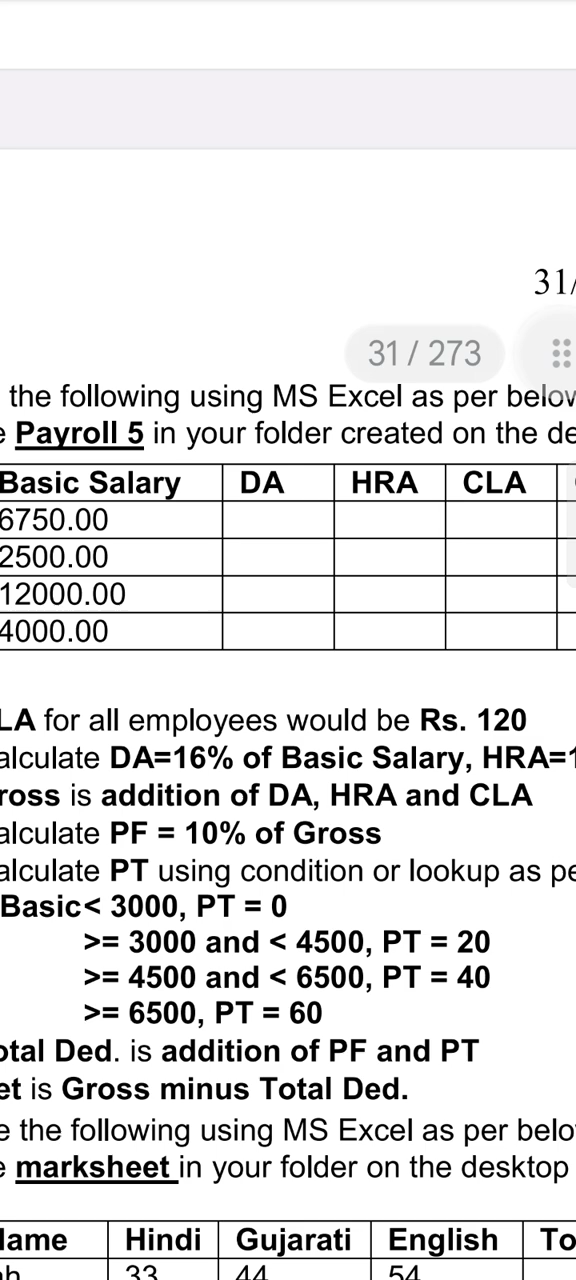 31/
31 / 273
the following using MS Excel as per below
e Payroll 5 in your folder created on the de
Basic Salary DA HRA CLA
6750.00
2500.00
12000.00
4000.00
LA for all employees would be Rs. 120
alculate DA=16% of Basic Salary, HRA=1
ross is addition of DA, HRA and CLA
alculate PF = 10% of Gross
alculate PT using condition or lookup as pe
Basic< 3000, PT = 0
>= 3000 and < 4500, PT = 20
>= 4500 and < 6500, PT = 40
>= 6500, PT = 60
otal Ded. is addition of PF and PT
et is Gross minus Total Ded.
e the following using MS Excel as per belo
e marksheet in your folder on the desktop
ame Hindi Gujarati English To
33 44 54